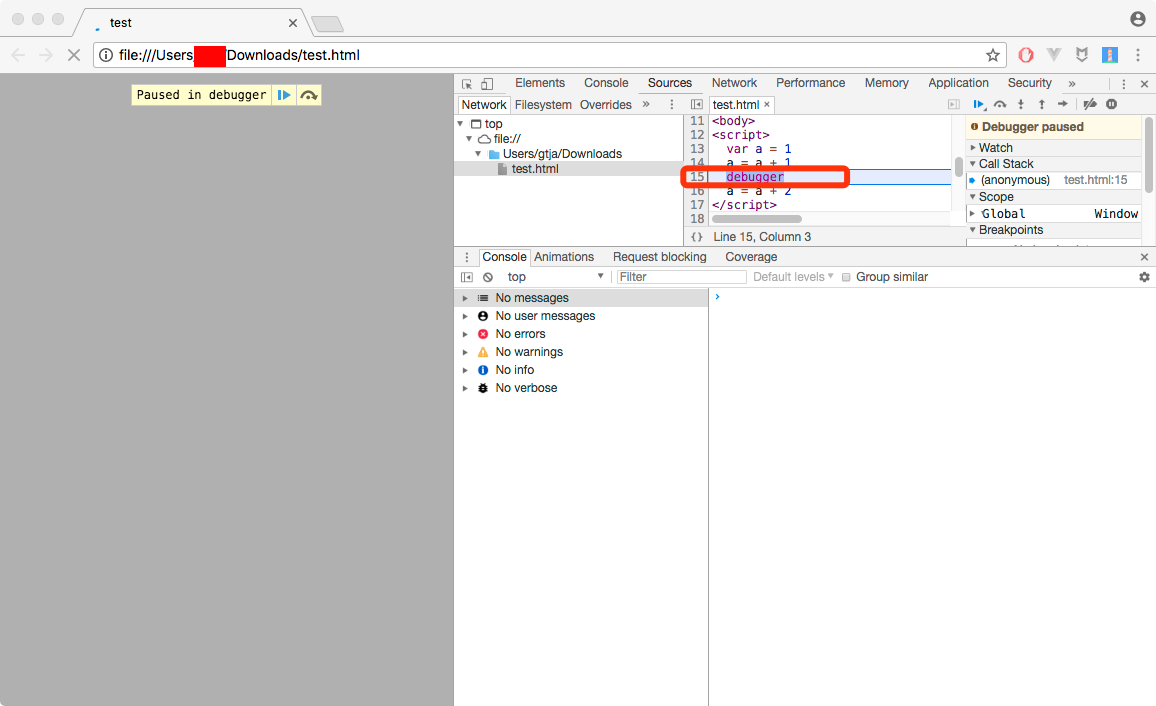 test
file:///Users/ /Downloads/test.html
Paused in debugger
Elements Console Sources Network Performance Memory Application Security »
Network Filesystem Overrides »
test.html ×
top
file://
Users/gtja/Downloads
test.html
11 <body>
12 <script>
13 var a = 1
14 a = a + 1
15 debugger
16 a = a + 2
17 </script>
18
{} Line 15, Column 3
Debugger paused
Watch
Call Stack
(anonymous) test.html:15
Scope
Global Window
Breakpoints
Console Animations Request blocking Coverage
top Filter Default levels Group similar
No messages
No user messages
No errors
No warnings
No info
No verbose